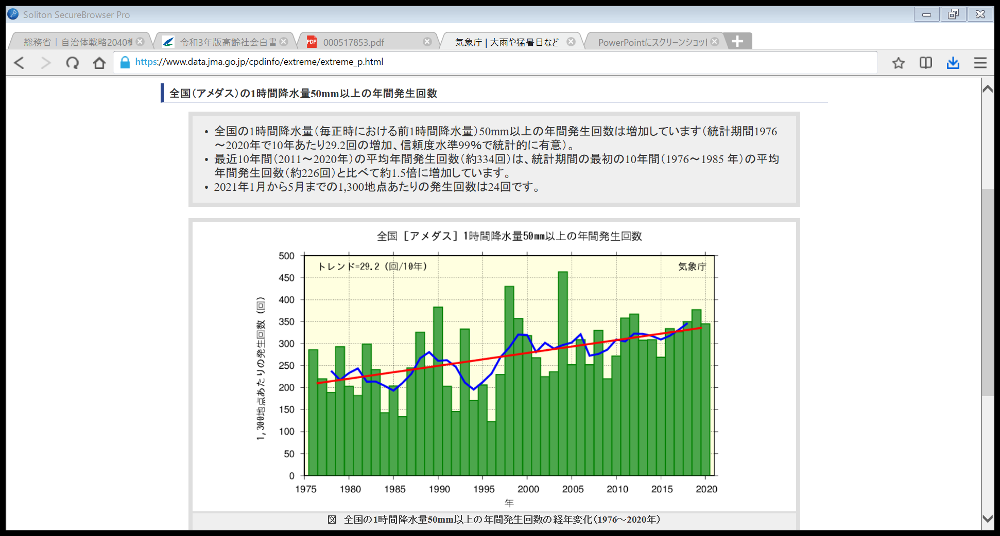 Soliton SecureBrowser Pro
総務省｜自治体戦略2040構
令和3年版高齢社会白書
000517853.pdf
気象庁 | 大雨や猛暑日など
PowerPointにスクリーンショッ
https://www.data.jma.go.jp/cpdinfo/extreme/extreme_p.html
全国（アメダス）の1時間降水量50mm以上の年間発生回数
• 全国の1時間降水量（毎正時における前1時間降水量）50mm以上の年間発生回数は増加しています（統計期間1976
～2020年で10年あたり29.2回の増加、信頼度水準99％で統計的に有意）。
• 最近10年間（2011～2020年）の平均年間発生回数（約334回）は、統計期間の最初の10年間（1976～1985 年）の平均
年間発生回数（約226回）と比べて約1.5倍に増加しています。
• 2021年1月から5月までの1,300地点あたりの発生回数は24回です。
全国［アメダス］1時間降水量50mm以上の年間発生回数
トレンド=29.2（回/10年）
気象庁
1,300地点あたりの発生回数（回）
500
450
400
350
300
250
200
150
100
50
0
1975 1980 1985 1990 1995 2000 2005 2010 2015 2020
年
図　全国の1時間降水量50mm以上の年間発生回数の経年変化（1976～2020年）